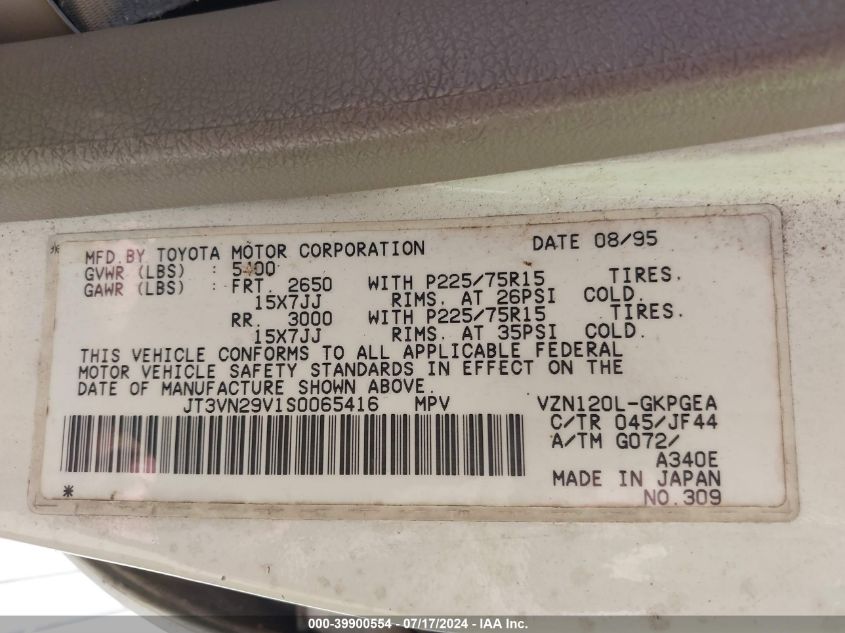 * MFD.BY TOYOTA MOTOR CORPORATION DATE 08/95
GVWR (LBS) : 5400
GAWR (LBS) : FRT. 2650 WITH P225/75R15 TIRES.
15X7JJ RIMS. AT 26PSI COLD.
RR. 3000 WITH P225/75R15 TIRES.
15X7JJ RIMS. AT 35PSI COLD.
THIS VEHICLE CONFORMS TO ALL APPLICABLE FEDERAL
MOTOR VEHICLE SAFETY STANDARDS IN EFFECT ON THE
DATE OF MANUFACTURE SHOWN ABOVE.
JT3VN29V1S0065416 MPV VZN120L-GKPGEA
C/TR 045/JF44
A/TM G072/
A340E
MADE IN JAPAN
* NO.309
000-39900554 - 07/17/2024 - IAA Inc.